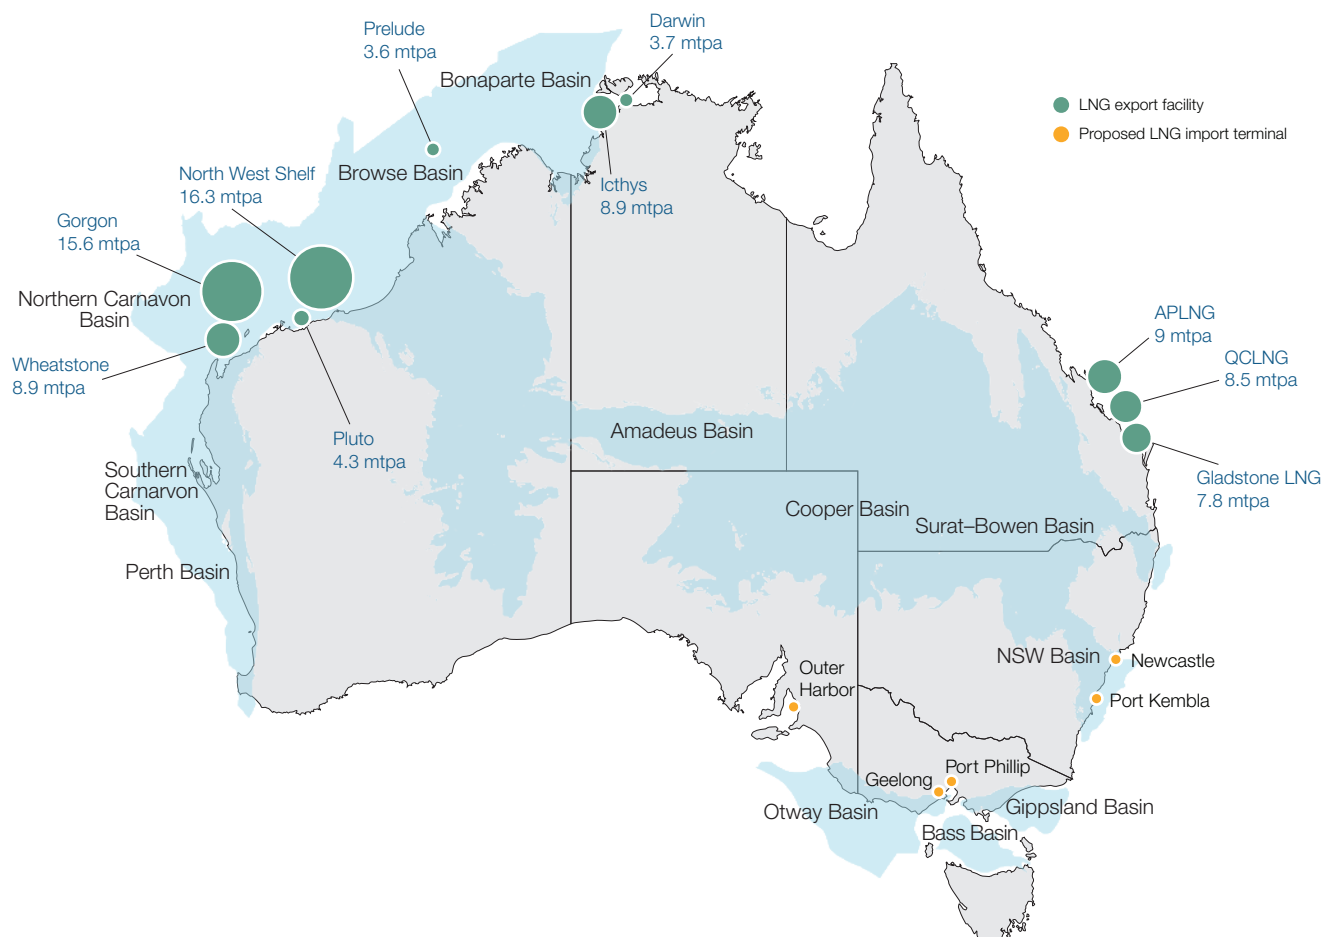 Prelude
3.6 mtpa
Darwin
3.7 mtpa
Bonaparte Basin
LNG export facility
Proposed LNG import terminal
North West Shelf
16.3 mtpa
Browse Basin
Icthys
8.9 mtpa
Gorgon
15.6 mtpa
Northern Carnavon
Basin
Wheatstone
8.9 mtpa
Pluto
4.3 mtpa
APLNG
9 mtpa
QCLNG
8.5 mtpa
Gladstone LNG
7.8 mtpa
Amadeus Basin
Southern
Carnarvon
Basin
Cooper Basin
Surat–Bowen Basin
Perth Basin
NSW Basin
Newcastle
Outer
Harbor
Port Kembla
Port Phillip
Geelong
Otway Basin
Gippsland Basin
Bass Basin